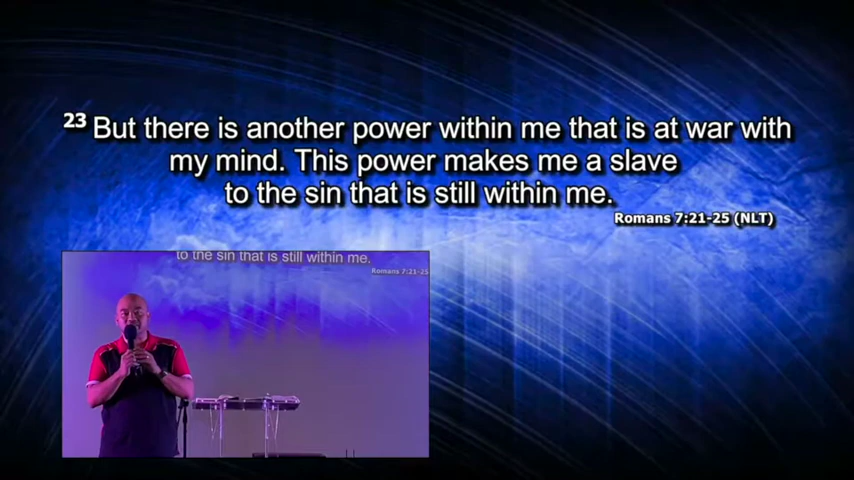 23 But there is another power within me that is at war with
my mind. This power makes me a slave
to the sin that is still within me.
Romans 7:21-25 (NLT)
to the sin that is still within me.
Romans 7:21-25